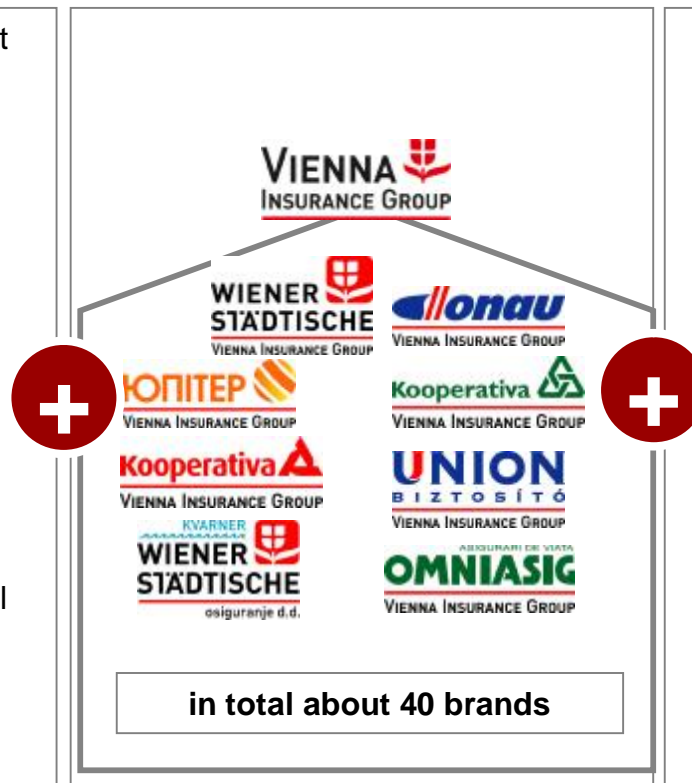 t
VIENNA
INSURANCE GROUP
WIENER
STÄDTISCHE
VIENNA INSURANCE GROUP
Donau
VIENNA INSURANCE GROUP
ЮПІТЕР
VIENNA INSURANCE GROUP
Kooperativa
VIENNA INSURANCE GROUP
Kooperativa
VIENNA INSURANCE GROUP
UNION
BIZTOSÍTÓ
VIENNA INSURANCE GROUP
KVARNER
WIENER
STÄDTISCHE
osiguranje d.d.
ASIGURARI DE VIATA
OMNIASIG
VIENNA INSURANCE GROUP
+
+
l
in total about 40 brands